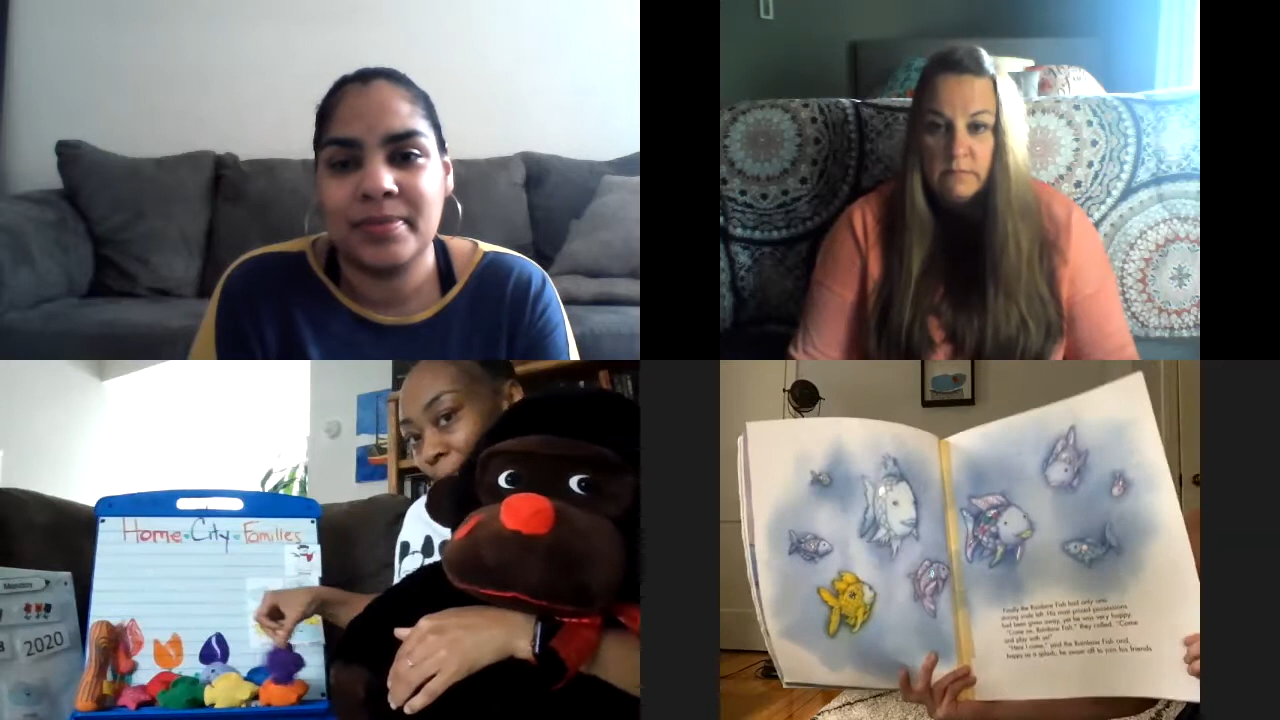 Home-City-Families
Monday
2020
Finally the Rainbow Fish had only one
shining scale left. His most prized possessions
had been given away, yet he was very happy.
"Come on, Rainbow Fish," they called. "Come
and play with us!"
"Here I come," said the Rainbow Fish and,
happy as a splash, he swam off to join his friends